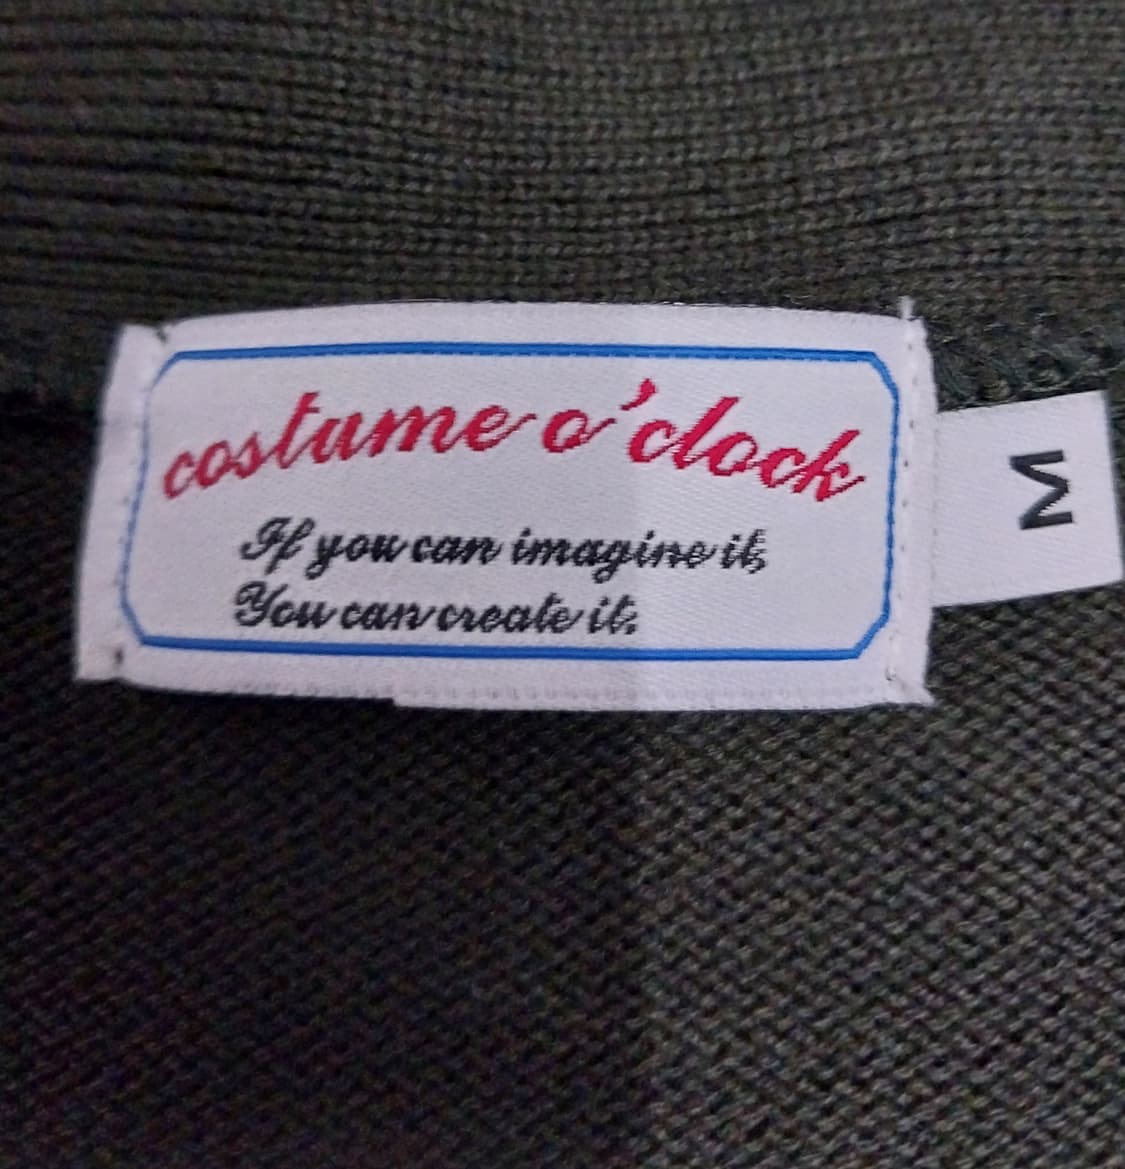 costume o'clock
If you can imagine it,
You can create it.
M